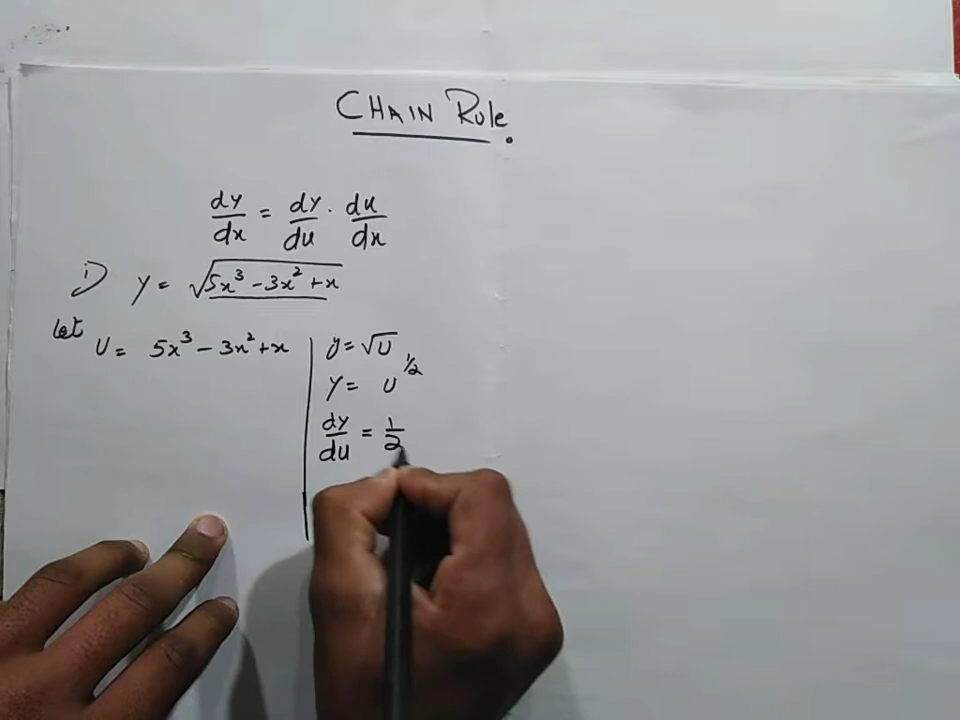 CHAIN Rule.
dy/dx = dy/du · du/dx
i) y = √(5x³ - 3x² + x)
let U = 5x³ - 3x² + x
y = √U
y = U^1/2
dy/du = 1/2